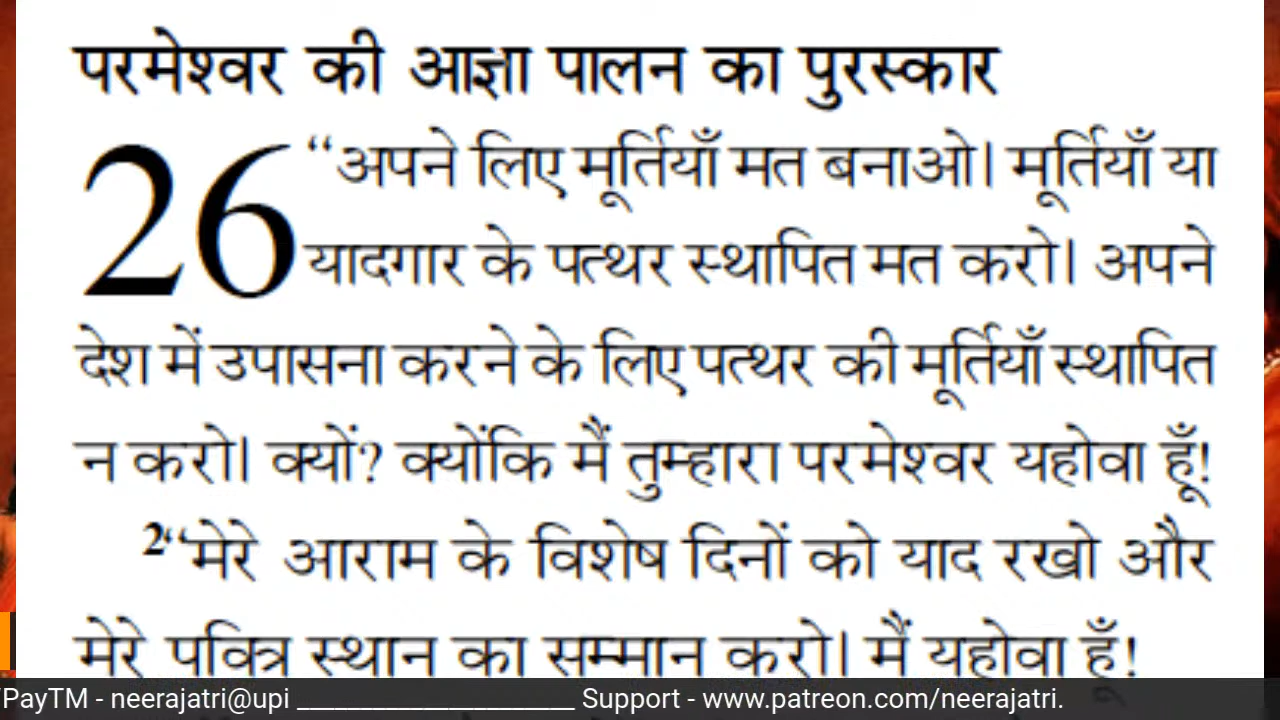 परमेश्वर की आज्ञा पालन का पुरस्कार
26 “अपने लिए मूर्तियाँ मत बनाओ। मूर्तियाँ या
यादगार के पत्थर स्थापित मत करो। अपने
देश में उपासना करने के लिए पत्थर की मूर्तियाँ स्थापित
न करो। क्यों? क्योंकि मैं तुम्हारा परमेश्वर यहोवा हूँ!
2“मेरे आराम के विशेष दिनों को याद रखो और
मेरे पवित्र स्थान का सम्मान करो। मैं यहोवा हूँ!
/PayTM - neerajatri@upi ______________________ Support - www.patreon.com/neerajatri.